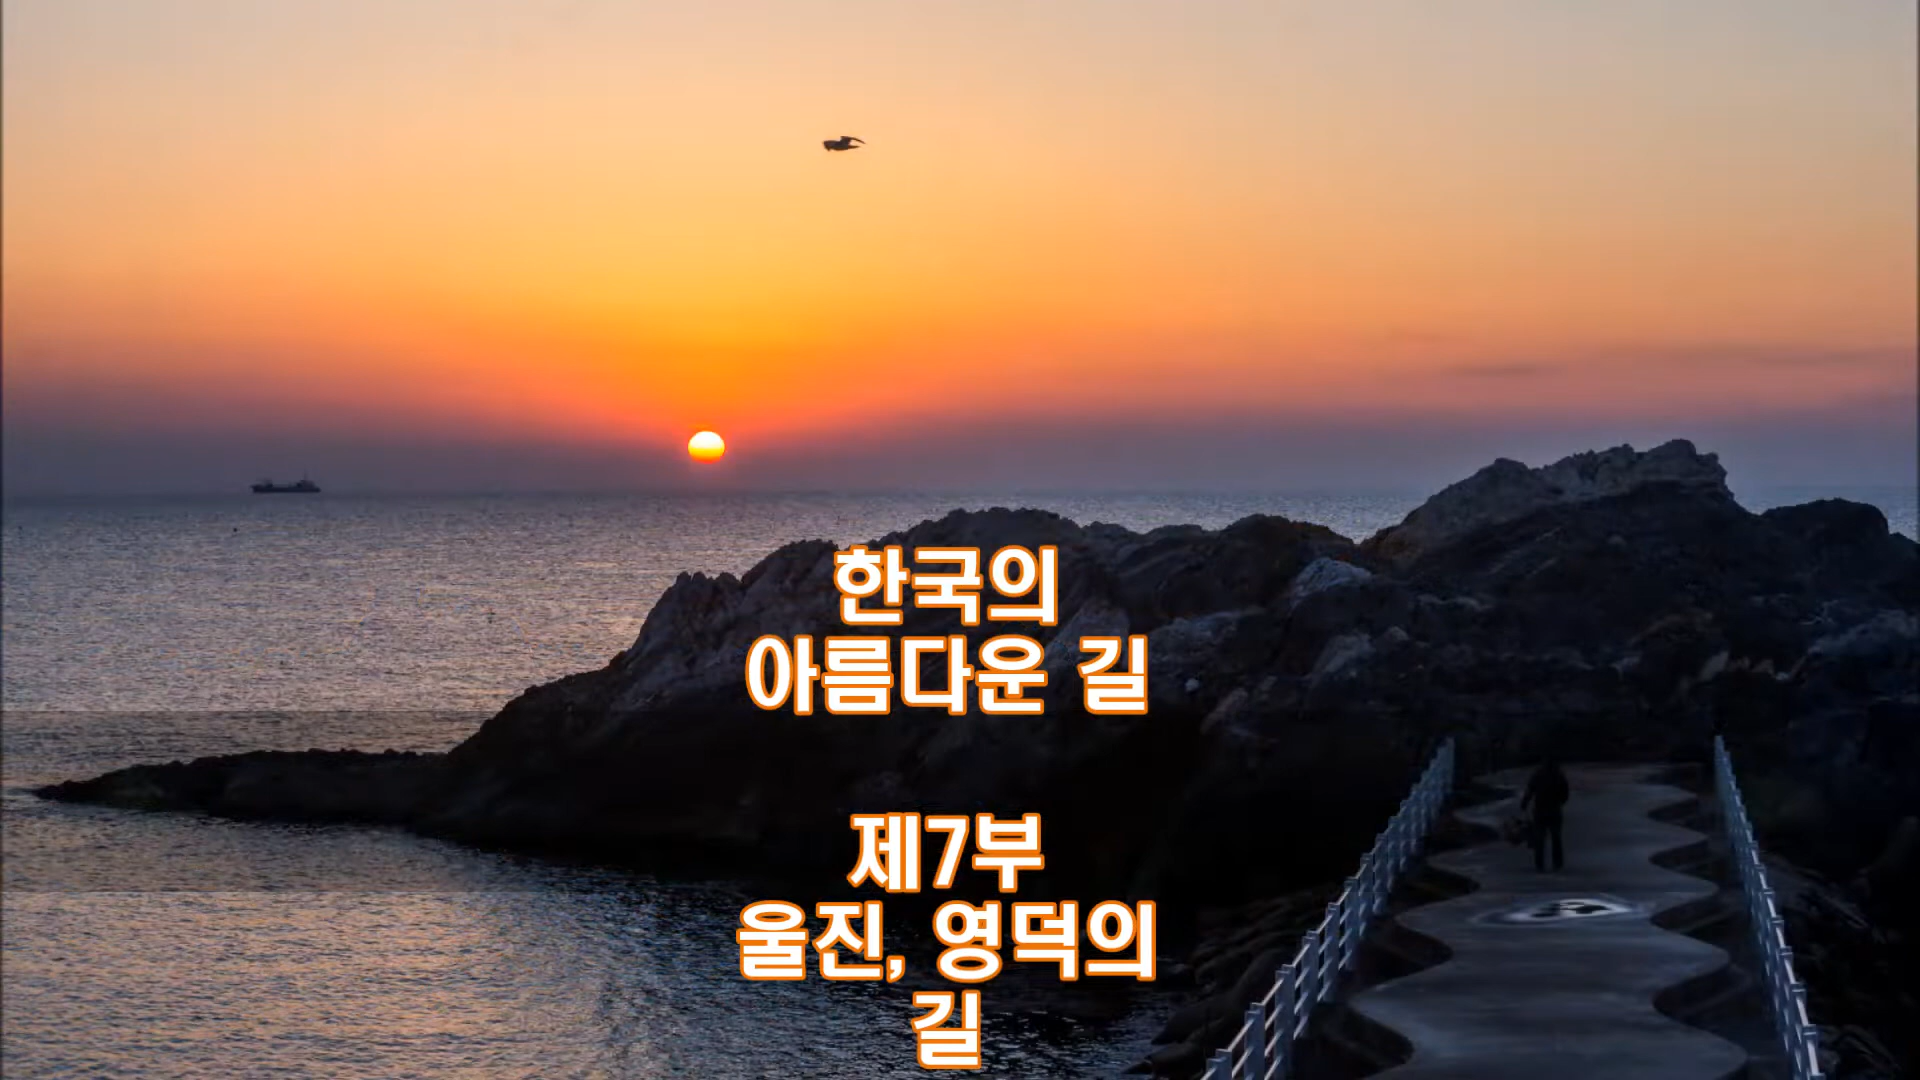 한국의
아름다운 길
제7부
울진, 영덕의
길